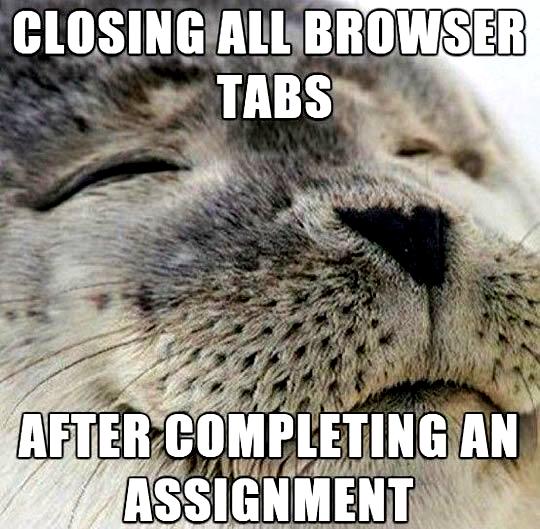 CLOSING ALL BROWSER
TABS
AFTER COMPLETING AN
ASSIGNMENT